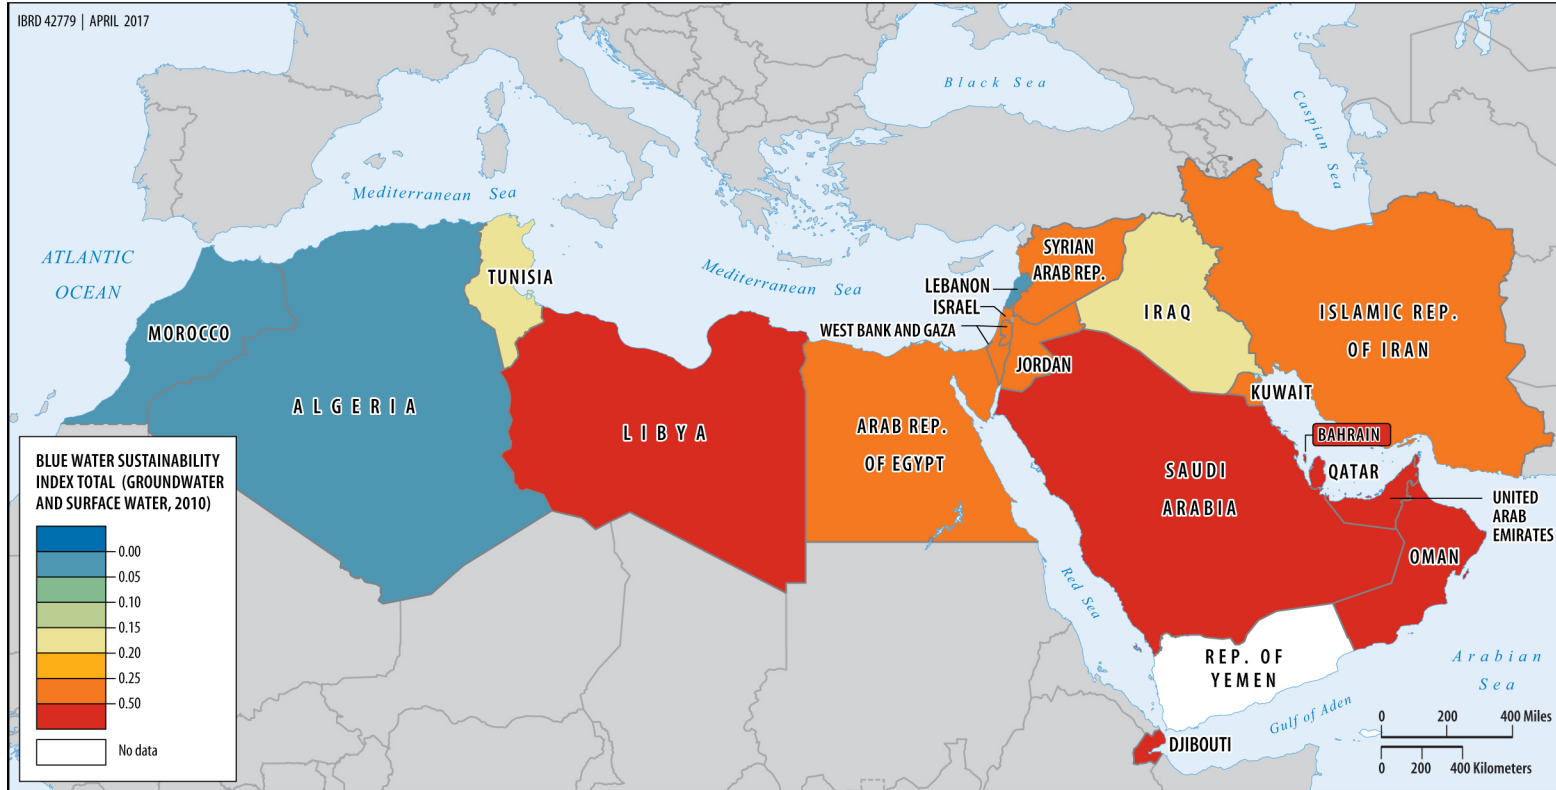 IBRD 42779 | APRIL 2017
Black Sea
Caspian Sea
Mediterranean Sea
ATLANTIC
OCEAN
TUNISIA
Mediterranean Sea
SYRIAN
ARAB REP.
LEBANON
ISRAEL
WEST BANK AND GAZA
MOROCCO
IRAQ
ISLAMIC REP.
OF IRAN
JORDAN
KUWAIT
ALGERIA
LIBYA
ARAB REP.
OF EGYPT
BAHRAIN
SAUDI
ARABIA
QATAR
UNITED
ARAB
EMIRATES
OMAN
Red Sea
REP. OF
YEMEN
Arabian
Sea
Gulf of Aden
DJIBOUTI
BLUE WATER SUSTAINABILITY
INDEX TOTAL (GROUNDWATER
AND SURFACE WATER, 2010)
0.00
0.05
0.10
0.15
0.20
0.25
0.50
No data
0 200 400 Miles
0 200 400 Kilometers